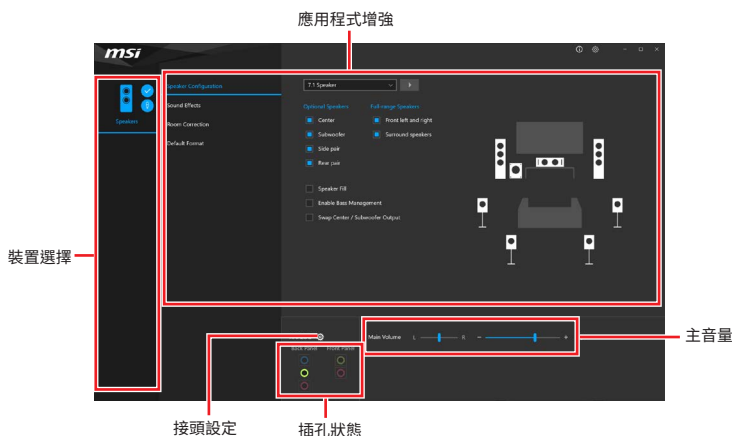 應用程式增強
msi
Speaker Configuration
Sound Effects
Room Correction
Default Format
Speakers
7.1 Speaker
Optional Speakers Full-range Speakers
Center Front left and right
Subwoofer Surround speakers
Side pair
Rear pair
Speaker Fill
Enable Bass Management
Swap Center / Subwoofer Output
裝置選擇
Main Volume L R - +
主音量
Back Panel Front Panel
接頭設定
插孔狀態